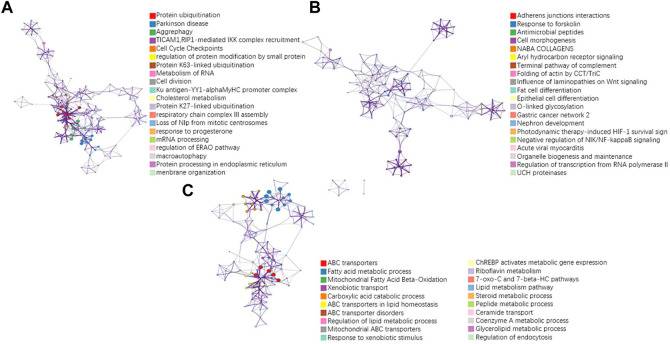 A
Protein ubiquitination
Parkinson disease
Aggrephagy
TICAM1,RIP1-mediated IKK complex recruitment
Cell Cycle Checkpoints
regulation of protein modification by small protein
Protein K63-linked ubiquitination
Metabolism of RNA
Cell division
Ku antigen-YY1-alphaMyHC promoter complex
Cholesterol metabolism
Protein K27-linked ubiquitination
respiratory chain complex III assembly
Loss of Nlp from mitotic centrosomes
response to progesterone
mRNA processing
regulation of ERAD pathway
macroautophagy
Protein processing in endoplasmic reticulum
membrane organization
B
Adherens junctions interactions
Response to forskolin
Antimicrobial peptides
Cell morphogenesis
NABA COLLAGENS
Aryl hydrocarbon receptor signaling
Terminal pathway of complement
Folding of actin by CCT/TriC
Influence of laminopathies on Wnt signaling
Fat cell differentiation
Epithelial cell differentiation
O-linked glycosylation
Gastric cancer network 2
Nephron development
Photodynamic therapy-induced HIF-1 survival sign
Negative regulation of NIK/NF-kappaB signaling
Acute viral myocarditis
Organelle biogenesis and maintenance
Regulation of transcription from RNA polymerase II
UCH proteinases
C
ABC transporters
Fatty acid metabolic process
Mitochondrial Fatty Acid Beta-Oxidation
Xenobiotic transport
Carboxylic acid catabolic process
ABC transporters in lipid homeostasis
ABC transporter disorders
Regulation of lipid metabolic process
Mitochondrial ABC transporters
Response to xenobiotic stimulus
ChREBP activates metabolic gene expression
Riboflavin metabolism
7-oxo-C and 7-beta-HC pathways
Lipid metabolism pathway
Steroid metabolic process
Peptide metabolic process
Ceramide transport
Coenzyme A metabolic process
Glycerolipid metabolic process
Regulation of endocytosis